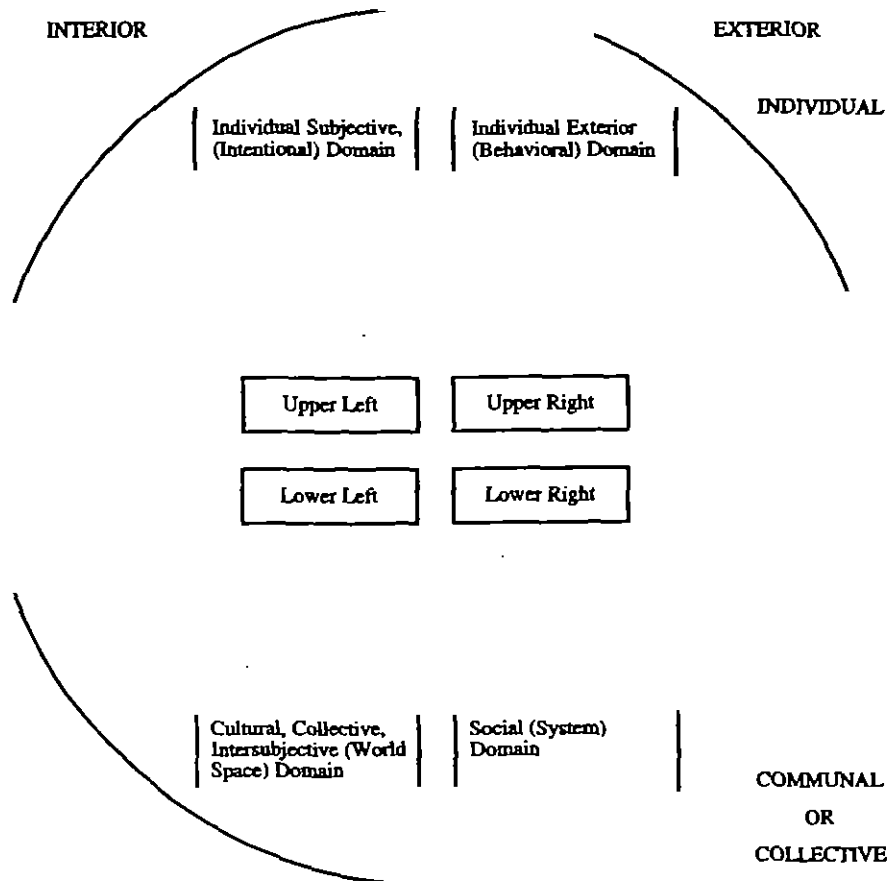 INTERIOR
EXTERIOR
INDIVIDUAL
Individual Subjective,
(Intentional) Domain
Individual Exterior
(Behavioral) Domain
Upper Left
Upper Right
Lower Left
Lower Right
Cultural, Collective,
Intersubjective (World
Space) Domain
Social (System)
Domain
COMMUNAL
OR
COLLECTIVE